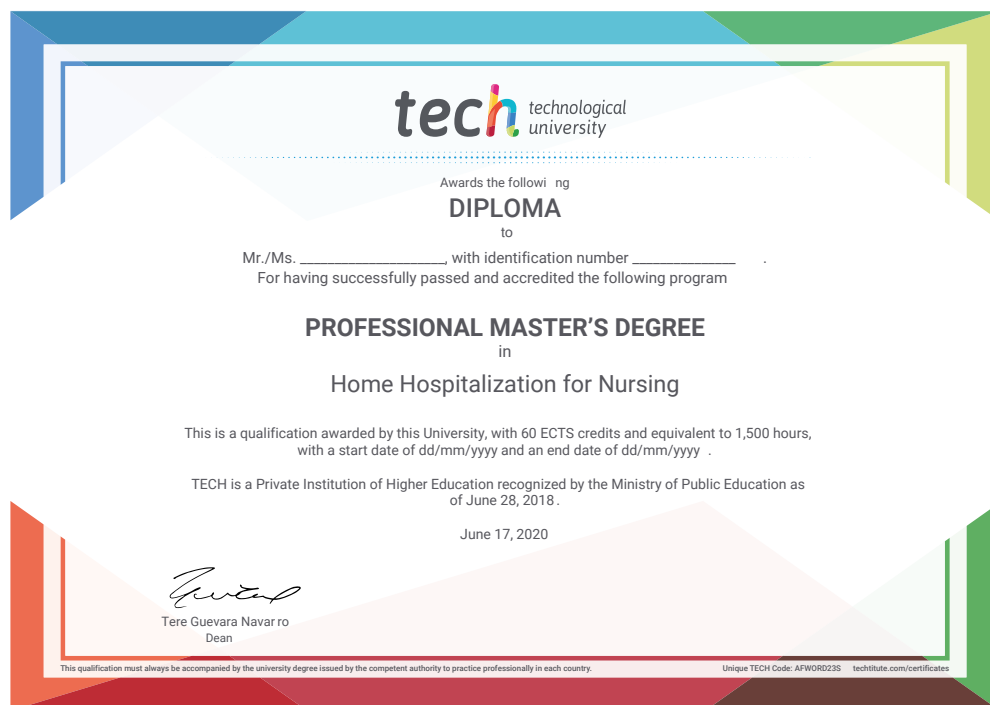 tech technological
university
Awards the following
DIPLOMA
to
Mr./Ms. _____________________, with identification number _______________ .
For having successfully passed and accredited the following program
PROFESSIONAL MASTER’S DEGREE
in
Home Hospitalization for Nursing
This is a qualification awarded by this University, with 60 ECTS credits and equivalent to 1,500 hours,
with a start date of dd/mm/yyyy and an end date of dd/mm/yyyy .
TECH is a Private Institution of Higher Education recognized by the Ministry of Public Education as
of June 28, 2018.
June 17, 2020
Tere Guevara Navarro
Dean
This qualification must always be accompanied by the university degree issued by the competent authority to practice professionally in each country.
Unique TECH Code: AFWORD23S techtitute.com/certificates